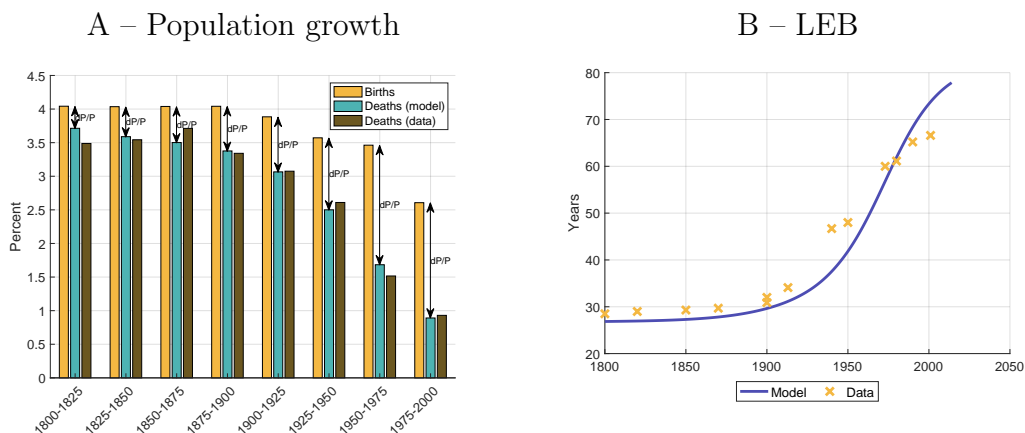 A – Population growth
B – LEB
4.5
4
3.5
3
2.5
2
1.5
1
0.5
0
Percent
Births
Deaths (model)
Deaths (data)
dP/P
dP/P
dP/P
dP/P
dP/P
dP/P
dP/P
dP/P
1800-1825
1825-1850
1850-1875
1875-1900
1900-1925
1925-1950
1950-1975
1975-2000
80
70
60
50
40
30
20
Years
1800 1850 1900 1950 2000 2050
Model Data